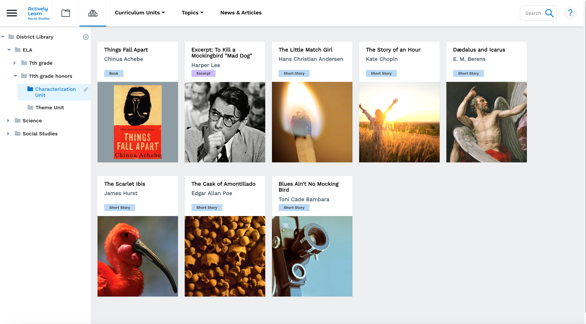 Actively
Learn
Social Studies
Curriculum Units
Topics
News & Articles
Search
?
District Library
ELA
7th grade
11th grade honors
Characterization
Unit
Theme Unit
Science
Social Studies
Things Fall Apart
Chinua Achebe
Book
THINGS
FALL
APART
Chinua Achebe
Excerpt: To Kill a
Mockingbird "Mad Dog"
Harper Lee
Excerpt
The Little Match Girl
Hans Christian Andersen
Short Story
The Story of an Hour
Kate Chopin
Short Story
Dædalus and Icarus
E. M. Berens
Short Story
The Scarlet Ibis
James Hurst
Short Story
The Cask of Amontillado
Edgar Allan Poe
Short Story
Blues Ain't No Mocking
Bird
Toni Cade Bambara
Short Story